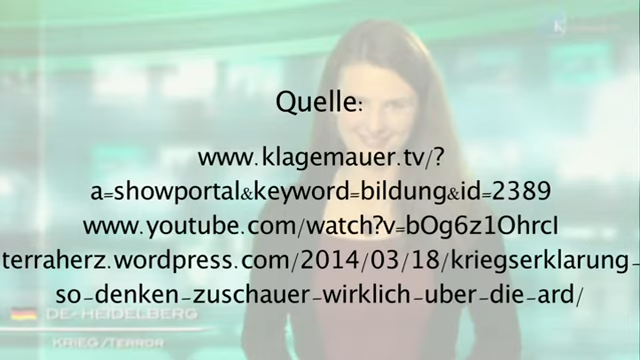 Quelle:
www.klagemauer.tv/?
a=showportal&keyword=bildung&id=2389
www.youtube.com/watch?v=bOg6z1OhrcI
terraherz.wordpress.com/2014/03/18/kriegserklarung-
so-denken-zuschauer-wirklich-uber-die-ard/
DE- HEIDELBERG
KRIEG/TERROR